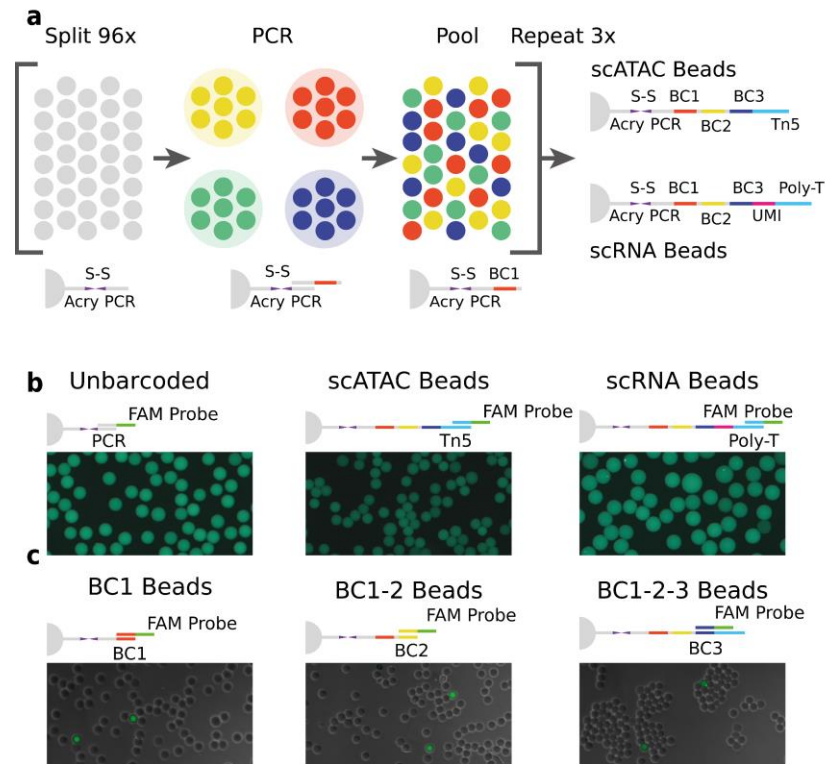 a
Split 96x PCR Pool Repeat 3x
scATAC Beads
S-S BC1 BC3
Acry PCR BC2 Tn5
S-S BC1 BC3 Poly-T
Acry PCR BC2 UMI
scRNA Beads
S-S
Acry PCR
S-S
Acry PCR
S-S BC1
Acry PCR
b
Unbarcoded
FAM Probe
PCR
scATAC Beads
FAM Probe
Tn5
scRNA Beads
FAM Probe
Poly-T
c
BC1 Beads
FAM Probe
BC1
BC1-2 Beads
FAM Probe
BC2
BC1-2-3 Beads
FAM Probe
BC3